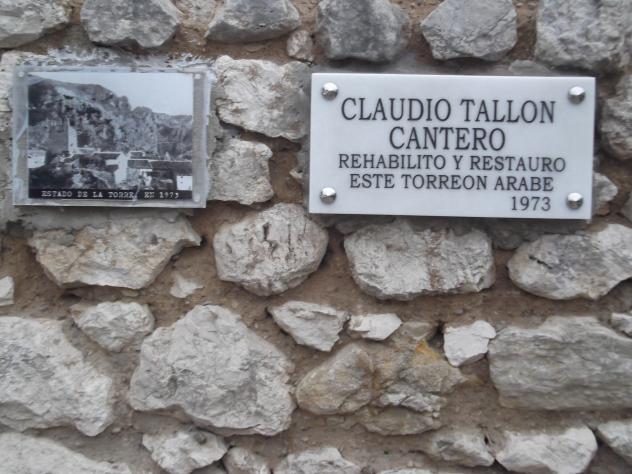 ESTADO DE LA TORRE, EN 1973
CLAUDIO TALLON
CANTERO
REHABILITO Y RESTAURO
ESTE TORREON ARABE
1973